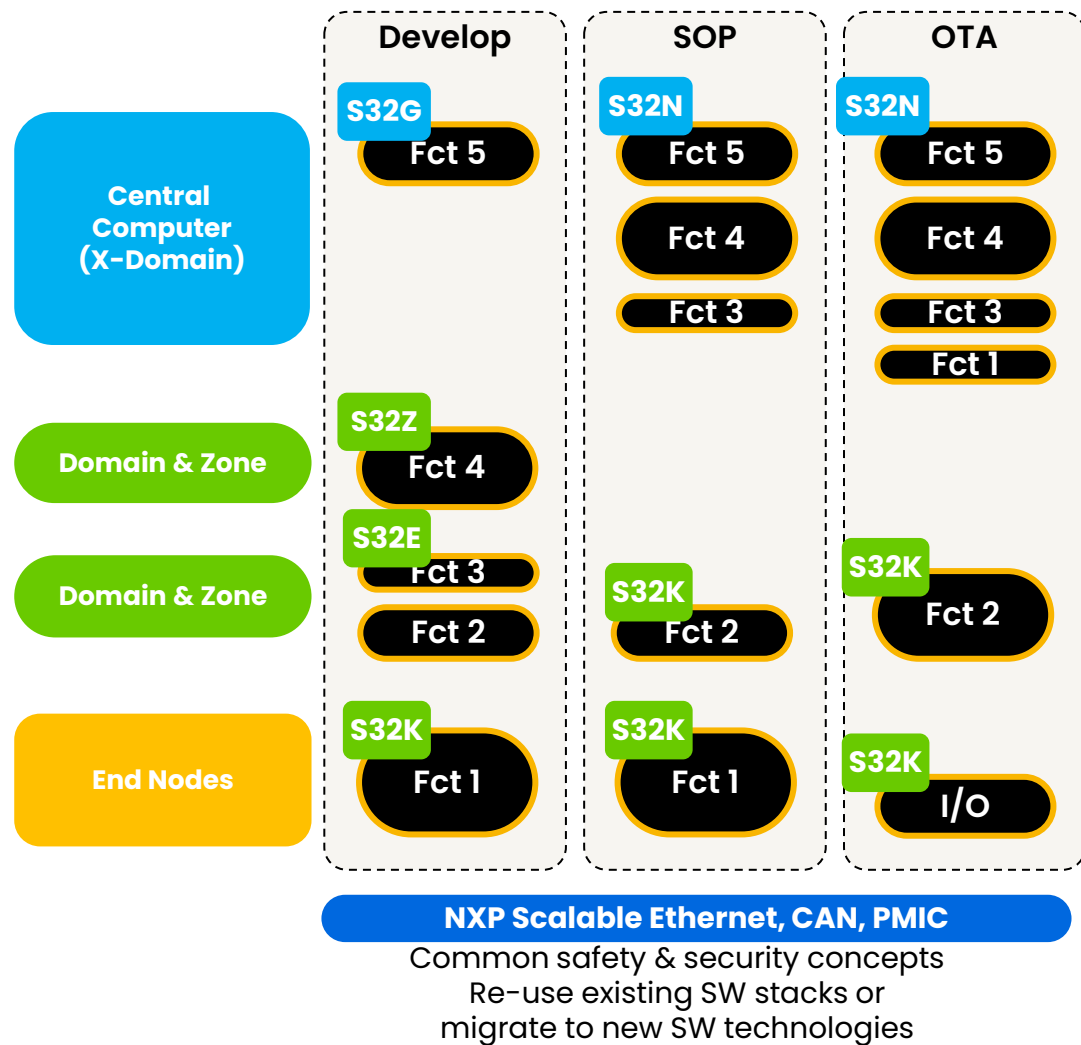 Develop
SOP
OTA
Central
Computer
(X-Domain)
S32G
Fct 5
S32N
Fct 5
Fct 4
Fct 3
S32N
Fct 5
Fct 4
Fct 3
Fct 1
Domain & Zone
S32Z
Fct 4
Domain & Zone
S32E
Fct 3
Fct 2
S32K
Fct 2
S32K
Fct 2
End Nodes
S32K
Fct 1
S32K
Fct 1
S32K
I/O
NXP Scalable Ethernet, CAN, PMIC
Common safety & security concepts
Re-use existing SW stacks or
migrate to new SW technologies